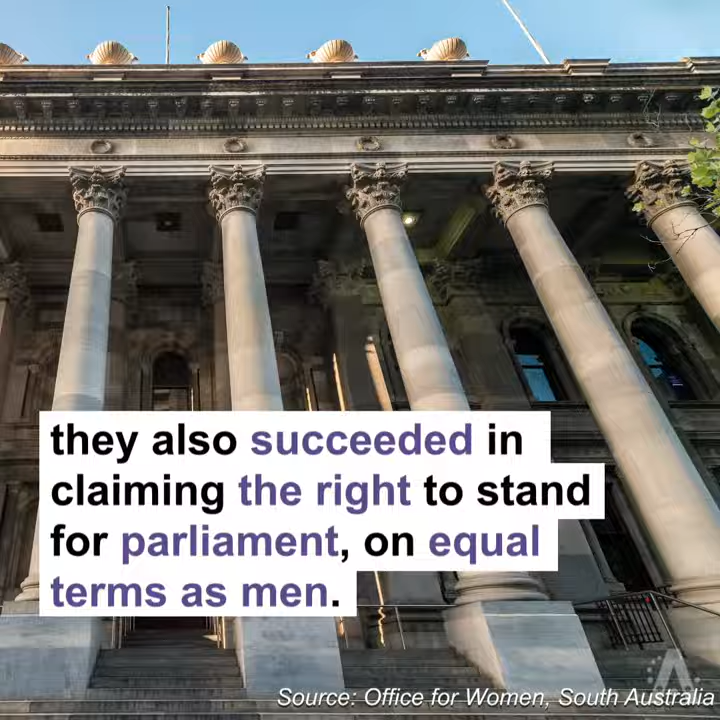 they also succeeded in
claiming the right to stand
for parliament, on equal
terms as men.
Source: Office for Women, South Australia